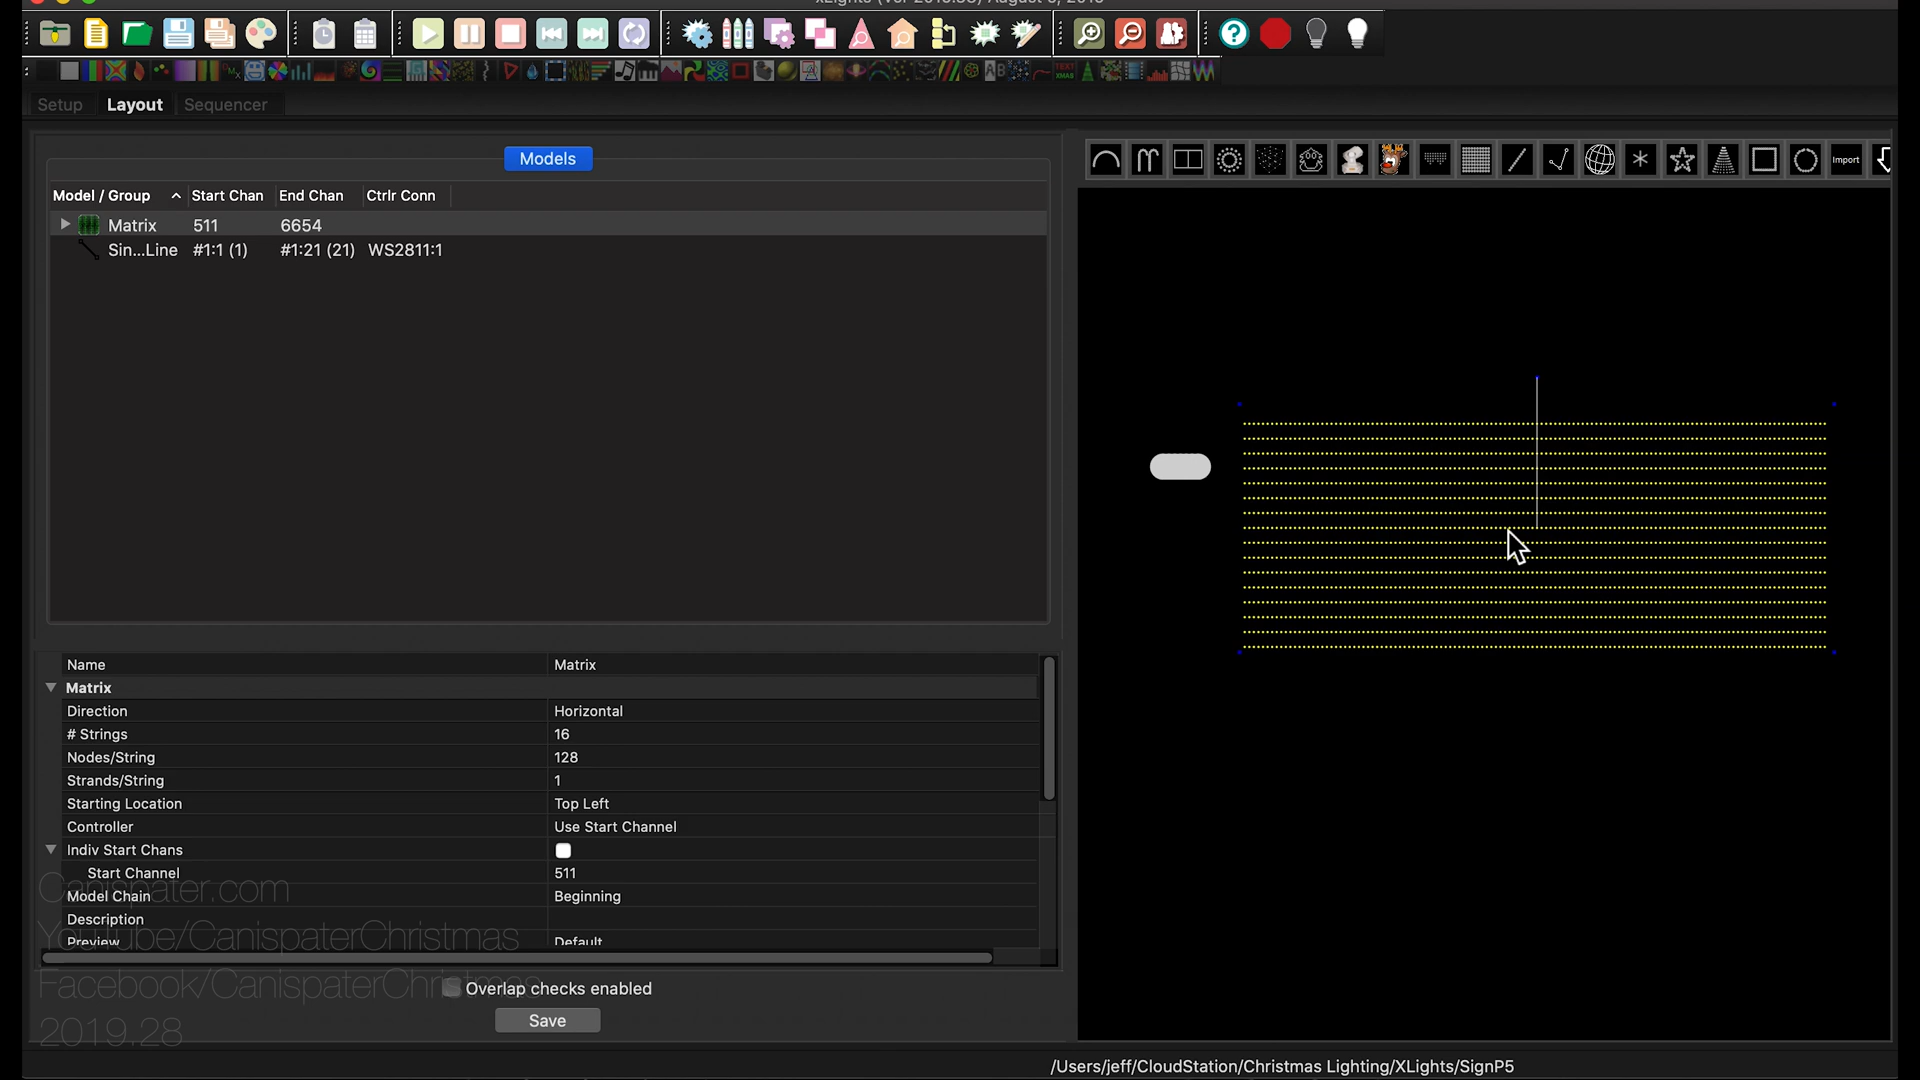 Setup Layout Sequencer
Import
Models
Model / Group Start Chan End Chan Ctrlr Conn
Matrix 511 6654
Sin...Line #1:1 (1) #1:21 (21) WS2811:1
Name Matrix
Matrix
Direction Horizontal
# Strings 16
Nodes/String 128
Strands/String 1
Starting Location Top Left
Controller Use Start Channel
Indiv Start Chans
Start Channel 511
Canispater.com
Model Chain Beginning
Description
YouTube/CanispaterChristmas
Preview Default
Facebook/CanispaterChristmas
Overlap checks enabled
Save
2019.28
/Users/jeff/CloudStation/Christmas Lighting/XLights/SignP5